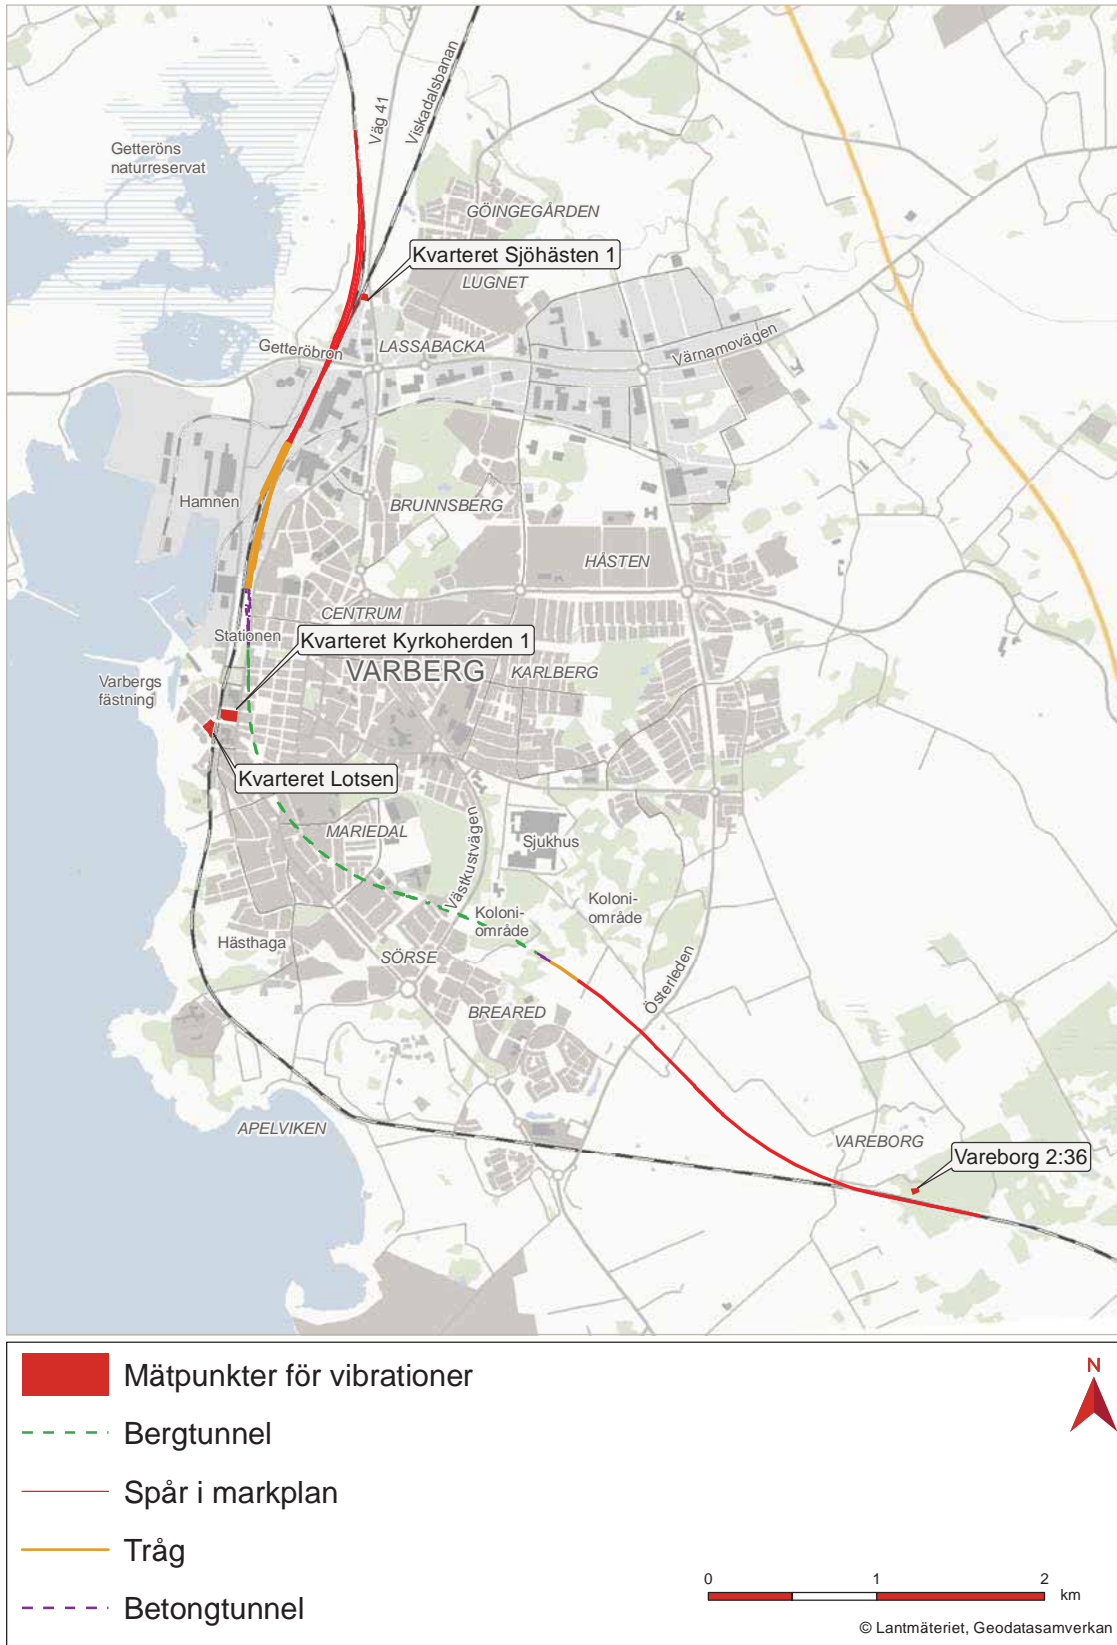 Väg 41
Viskadalsbanan
Getteröns
naturreservat
GÖINGEGÅRDEN
Kvarteret Sjöhästen 1
LUGNET
Getteröbron
LASSABACKA
Värnamovägen
Hamnen
BRUNNSBERG
HÅSTEN
CENTRUM
Stationen
Kvarteret Kyrkoherden 1
VARBERG
KARLBERG
Varbergs
fästning
Kvarteret Lotsen
MARIEDAL
Västkustvägen
Sjukhus
Koloni-
område
Koloni-
område
Hästhaga
SÖRSE
Österleden
BREARED
APELVIKEN
VAREBORG
Vareborg 2:36
Mätpunkter för vibrationer
Bergtunnel
Spår i markplan
Tråg
Betongtunnel
N
0 1 2
km
© Lantmäteriet, Geodatasamverkan